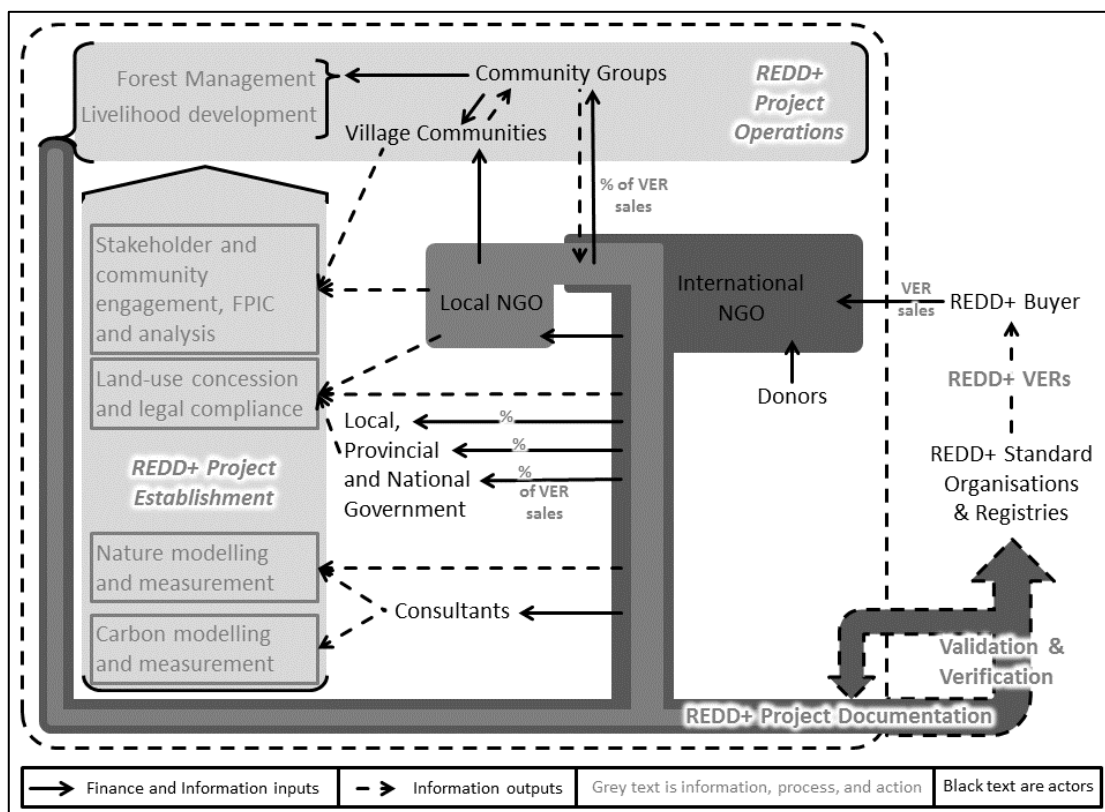 Forest Management
Livelihood development
Community Groups
Village Communities
REDD+
Project
Operations
% of VER
sales
Stakeholder and
community
engagement, FPIC
and analysis
Local NGO
International
NGO
VER
sales
REDD+ Buyer
Land-use concession
and legal compliance
Donors
REDD+ VERs
Local,
Provincial
and National
Government
%
%
%
of VER
sales
REDD+ Standard
Organisations
& Registries
REDD+ Project
Establishment
Nature modelling
and measurement
Consultants
Carbon modelling
and measurement
Validation &
Verification
REDD+ Project Documentation
Finance and Information inputs
Information outputs
Grey text is information, process, and action
Black text are actors